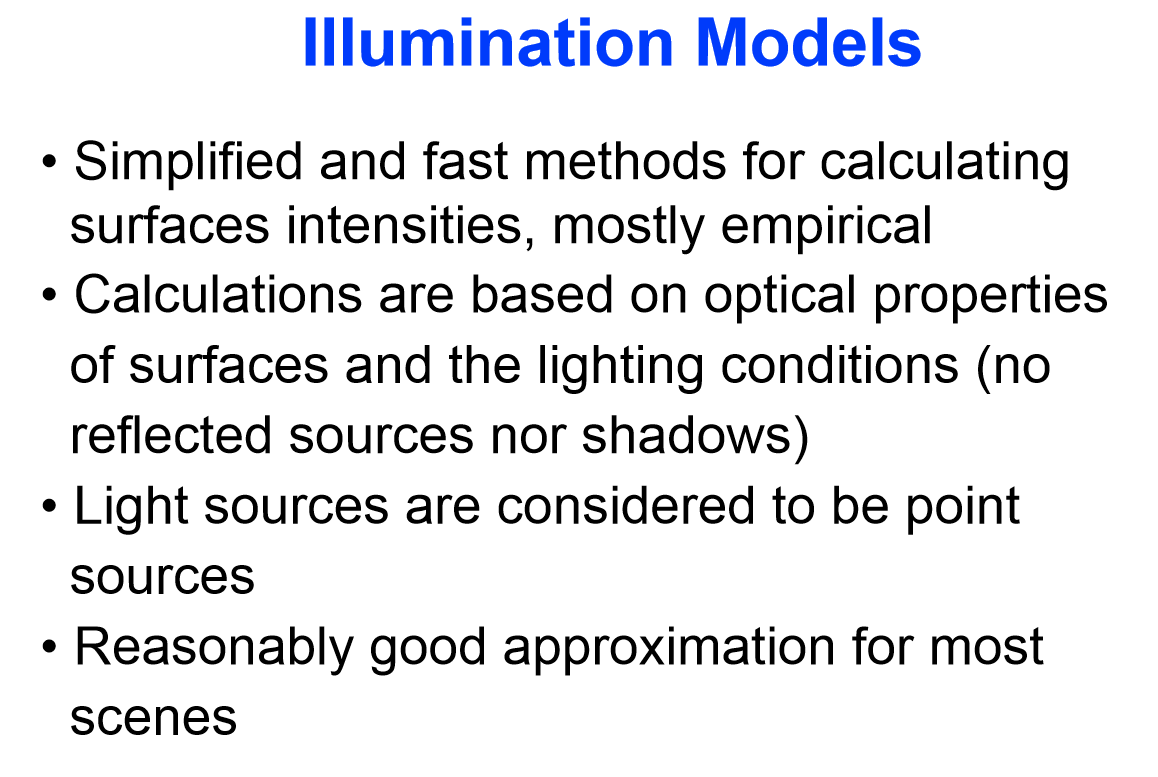 Illumination Models
• Simplified and fast methods for calculating
surfaces intensities, mostly empirical
• Calculations are based on optical properties
of surfaces and the lighting conditions (no
reflected sources nor shadows)
• Light sources are considered to be point
sources
• Reasonably good approximation for most
scenes